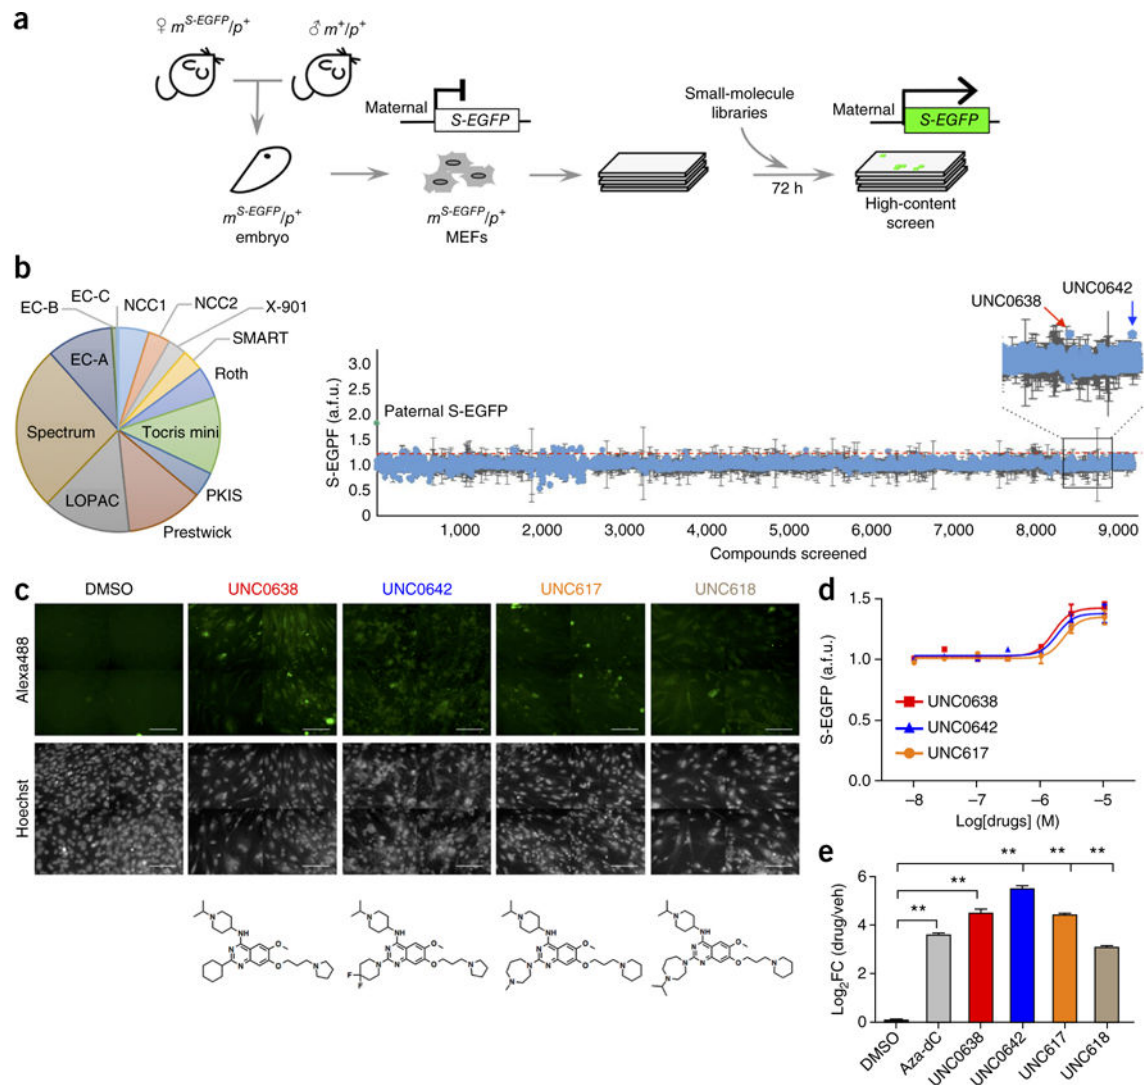 a
♀ m^S-EGFP/p^+
♂ m^+/p^+
Maternal
S-EGFP
Small-molecule
libraries
Maternal
S-EGFP
72 h
m^S-EGFP/p^+
embryo
m^S-EGFP/p^+
MEFs
High-content
screen
b
EC-B
EC-C
NCC1
NCC2
X-901
SMART
EC-A
Roth
Spectrum
Tocris mini
LOPAC
PKIS
Prestwick
UNC0642
UNC0638
S-EGPF (a.f.u.)
3.0
2.5
2.0
1.5
1.0
0.5
0
Paternal S-EGFP
1,000 2,000 3,000 4,000 5,000 6,000 7,000 8,000 9,000
Compounds screened
c
DMSO UNC0638 UNC0642 UNC617 UNC618
Alexa488
Hoechst
N NH N N O O N
N NH N N N O O N F F
N NH N N N N O O N
N NH N N N N O O N
d
S-EGFP (a.f.u.)
1.5
1.0
0.5
0.0
UNC0638
UNC0642
UNC617
–8 –7 –6 –5
Log[drugs] (M)
e
Log2FC (drug/veh)
6
4
2
0
** ** ** ** **
DMSO
Aza-dC
UNC0638
UNC0642
UNC617
UNC618